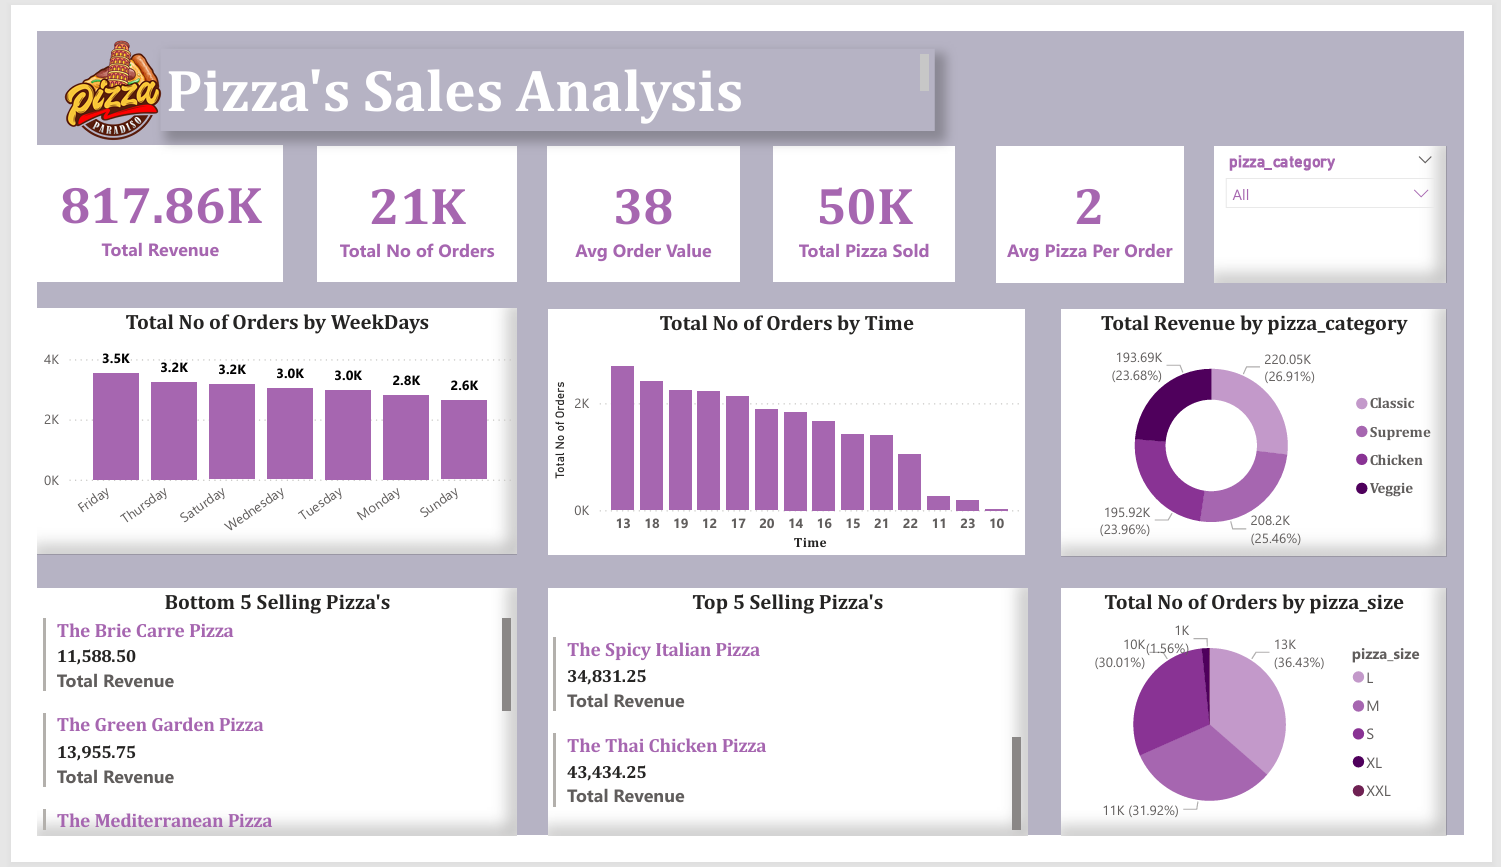 Pizza
PARADISO
Pizza's Sales Analysis
817.86K
Total Revenue
21K
Total No of Orders
38
Avg Order Value
50K
Total Pizza Sold
2
Avg Pizza Per Order
pizza_category
All
Total No of Orders by WeekDays
4K
2K
0K
3.5K
3.2K
3.2K
3.0K
3.0K
2.8K
2.6K
Friday
Thursday
Saturday
Wednesday
Tuesday
Monday
Sunday
Total No of Orders by Time
Total No of Orders
2K
0K
13 18 19 12 17 20 14 16 15 21 22 11 23 10
Time
Total Revenue by pizza_category
193.69K
(23.68%)
220.05K
(26.91%)
195.92K
(23.96%)
208.2K
(25.46%)
Classic
Supreme
Chicken
Veggie
Bottom 5 Selling Pizza's
The Brie Carre Pizza
11,588.50
Total Revenue
The Green Garden Pizza
13,955.75
Total Revenue
The Mediterranean Pizza
Top 5 Selling Pizza's
The Spicy Italian Pizza
34,831.25
Total Revenue
The Thai Chicken Pizza
43,434.25
Total Revenue
Total No of Orders by pizza_size
1K
(1.56%)
10K
(30.01%)
13K
(36.43%)
11K (31.92%)
pizza_size
L
M
S
XL
XXL